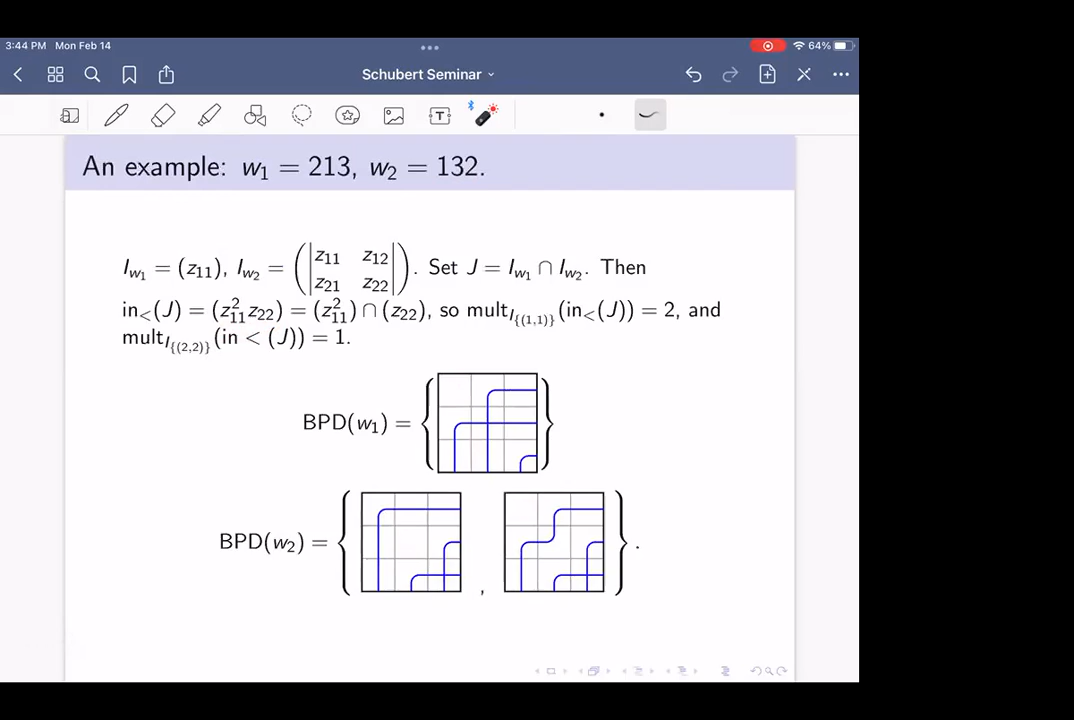 3:44 PM Mon Feb 14
64%
Schubert Seminar
T
An example: w₁ = 213, w₂ = 132.
I_{w₁} = (z₁₁), I_{w₂} = ( | z₁₁ z₁₂ |
| z₂₁ z₂₂ | ). Set J = I_{w₁} ∩ I_{w₂}. Then
in_<(J) = (z₁₁²z₂₂) = (z₁₁²) ∩ (z₂₂), so mult_{I_{{(1,1)}}}(in_<(J)) = 2, and
mult_{I_{{(2,2)}}}(in < (J)) = 1.
BPD(w₁) = { }
BPD(w₂) = { , } .